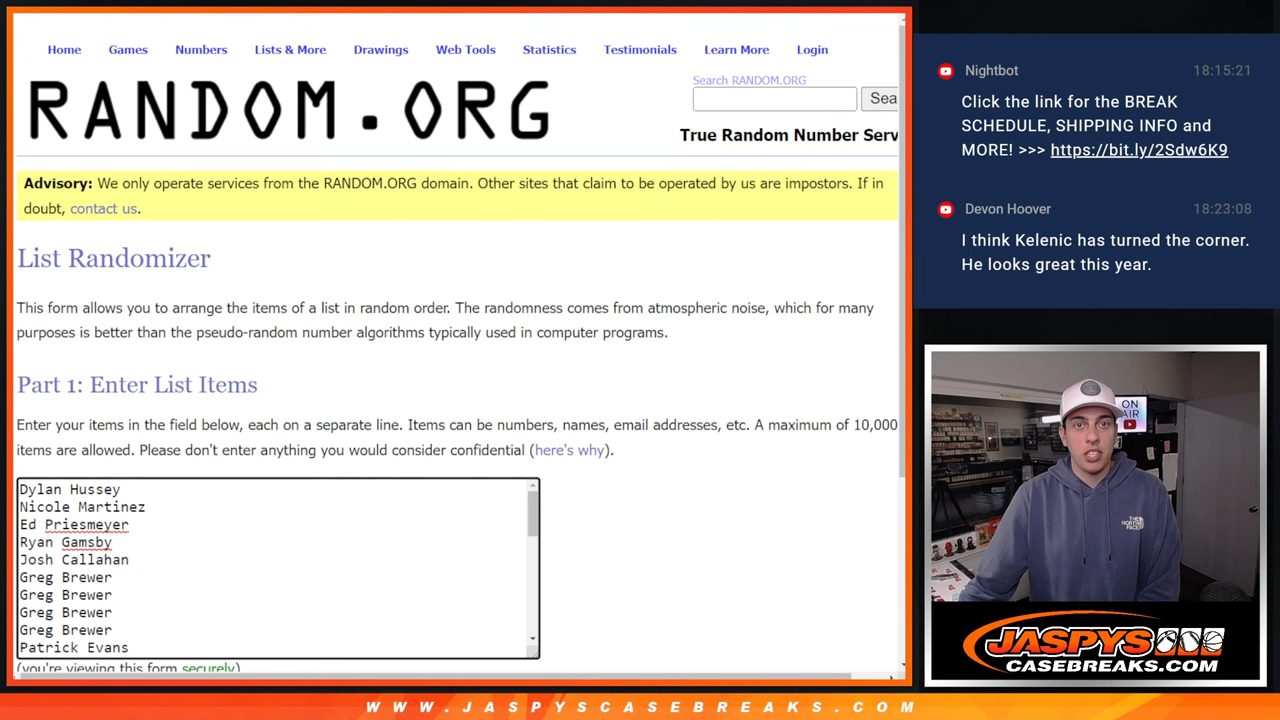 Home Games Numbers Lists & More Drawings Web Tools Statistics Testimonials Learn More Login
RANDOM.ORG
Search RANDOM.ORG
Sea
True Random Number Serv
Advisory: We only operate services from the RANDOM.ORG domain. Other sites that claim to be operated by us are impostors. If in
doubt, contact us.
List Randomizer
This form allows you to arrange the items of a list in random order. The randomness comes from atmospheric noise, which for many
purposes is better than the pseudo-random number algorithms typically used in computer programs.
Part 1: Enter List Items
Enter your items in the field below, each on a separate line. Items can be numbers, names, email addresses, etc. A maximum of 10,000
items are allowed. Please don't enter anything you would consider confidential (here's why).
Dylan Hussey
Nicole Martinez
Ed Priesmeyer
Ryan Gamsby
Josh Callahan
Greg Brewer
Greg Brewer
Greg Brewer
Greg Brewer
Patrick Evans
(you're viewing this form securely)
Nightbot 18:15:21
Click the link for the BREAK
SCHEDULE, SHIPPING INFO and
MORE! >>> https://bit.ly/2Sdw6K9
Devon Hoover 18:23:08
I think Kelenic has turned the corner.
He looks great this year.
ON
AIR
THE
NORTH
FACE
JASPYS
CASEBREAKS.COM
WWW.JASPYSCASEBREAKS.COM